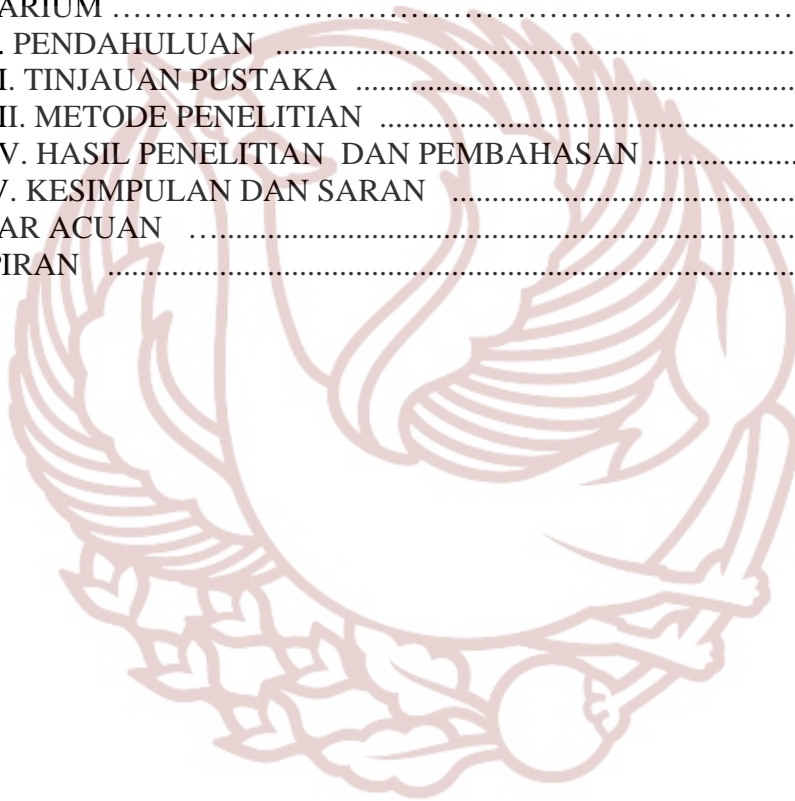 ARIUM ………………………………………………………
. PENDAHULUAN ................................................................
I. TINJAUAN PUSTAKA ......................................................
II. METODE PENELITIAN ...................................................
V. HASIL PENELITIAN DAN PEMBAHASAN ..................
V. KESIMPULAN DAN SARAN ..........................................
AR ACUAN …......................................................................
PIRAN ..................................................................................